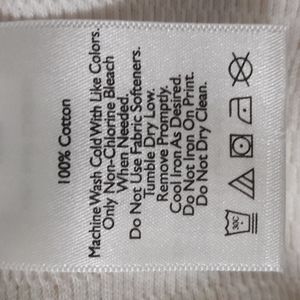 100% Cotton
Machine Wash Cold With Like Colors.
Only Non-Chlorine Bleach
When Needed.
Do Not Use Fabric Softeners.
Tumble Dry Low.
Remove Promptly.
Cool Iron As Desired.
Do Not Iron On Print.
Do Not Dry Clean.
30C